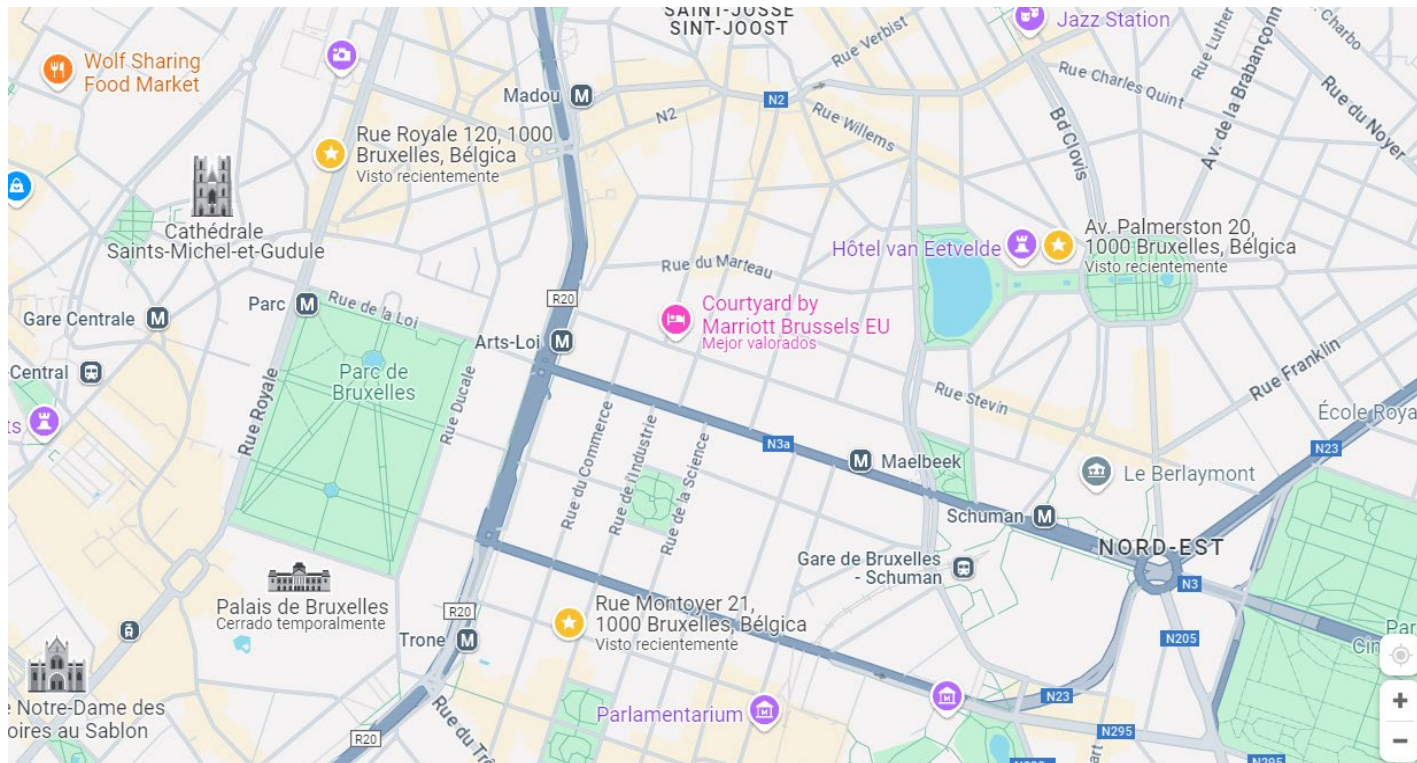 SAINT-JOSSE
SINT-JOOST
Jazz Station
Rue Verbist
Rue Luther
Charbo
Wolf Sharing
Food Market
Rue Charles Quint
Av. de la Brabançonne
Rue du Noyer
Madou
N2
N2
Rue Willems
Bd Clovis
Rue Royale 120, 1000
Bruxelles, Bélgica
Visto recientemente
Cathédrale
Saints-Michel-et-Gudule
Hôtel van Eetvelde
Av. Palmerston 20,
1000 Bruxelles, Bélgica
Visto recientemente
Rue du Marteau
Parc
Rue de la Loi
R20
Gare Centrale
Courtyard by
Marriott Brussels EU
Mejor valorados
Arts-Loi
-Central
Parc de
Bruxelles
Rue Royale
Rue Ducale
Rue Stevin
Rue Franklin
École Roya
ts
Rue du Commerce
Rue de l'Industrie
Rue de la Science
N3a
N23
Maelbeek
Le Berlaymont
Schuman
NORD-EST
Gare de Bruxelles
- Schuman
N3
Palais de Bruxelles
Cerrado temporalmente
R20
Rue Montoyer 21,
1000 Bruxelles, Bélgica
Visto recientemente
Trone
N205
Par
Cin
e Notre-Dame des
oires au Sablon
R20
Rue du Trô
Parlamentarium
N23
N295
N295